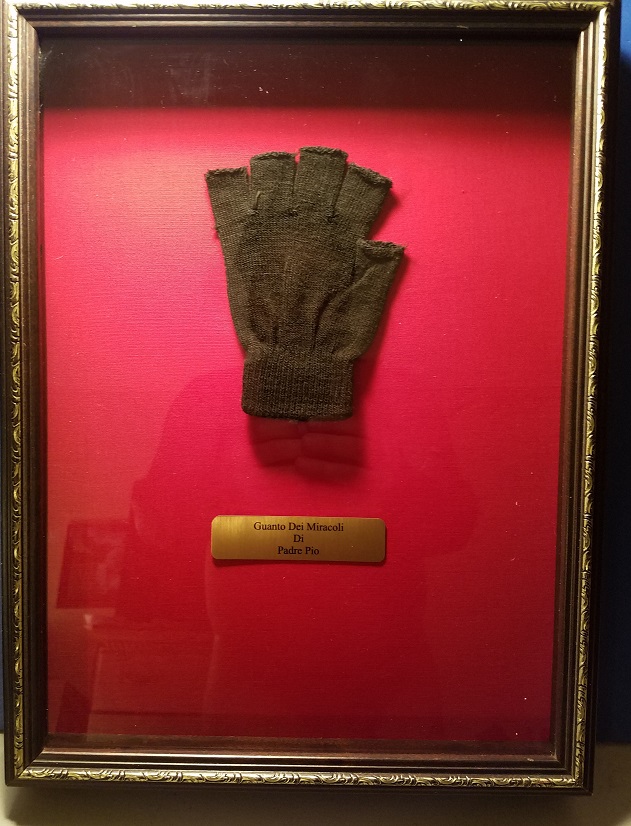 Guanto Dei Miracoli
Di
Padre Pio